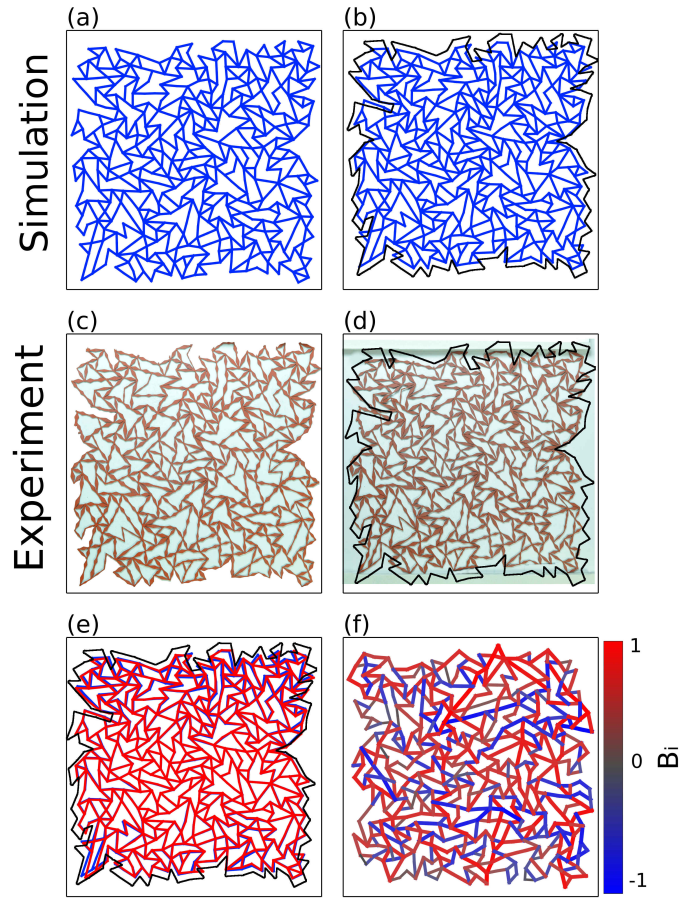 (a)
(b)
Simulation
(c)
(d)
Experiment
(e)
(f)
1
0
-1
Bi